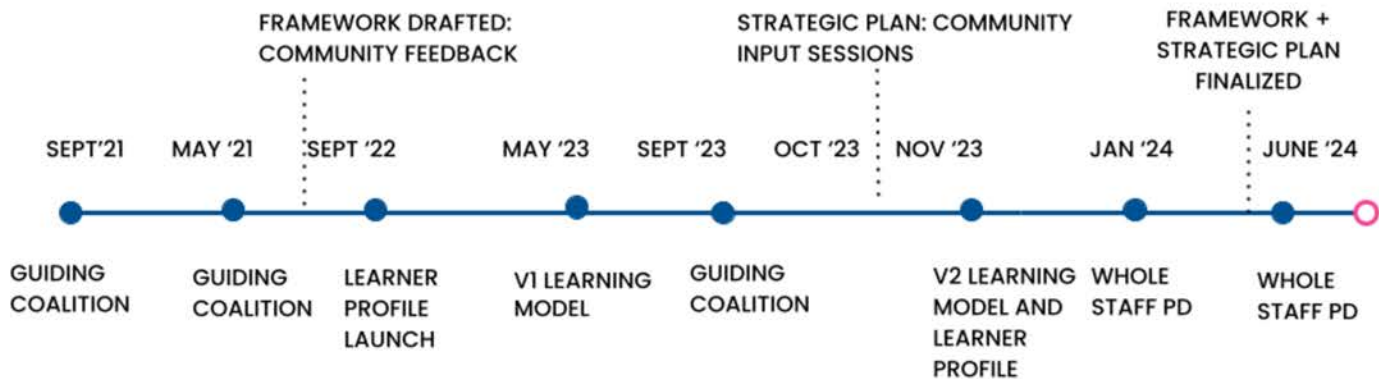 FRAMEWORK DRAFTED:
COMMUNITY FEEDBACK
STRATEGIC PLAN: COMMUNITY
INPUT SESSIONS
FRAMEWORK +
STRATEGIC PLAN
FINALIZED
SEPT'21
MAY '21
SEPT '22
MAY '23
SEPT '23
OCT '23
NOV '23
JAN '24
JUNE '24
GUIDING
COALITION
GUIDING
COALITION
LEARNER
PROFILE
LAUNCH
V1 LEARNING
MODEL
GUIDING
COALITION
V2 LEARNING
MODEL AND
LEARNER
PROFILE
WHOLE
STAFF PD
WHOLE
STAFF PD